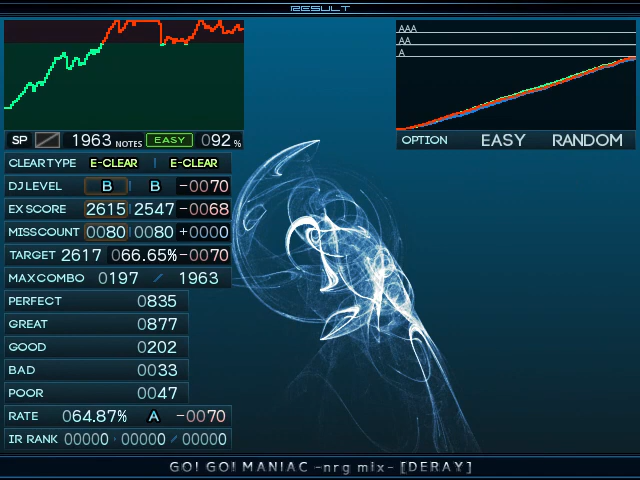 RESULT
AAA
AA
A
SP 1963 NOTES EASY 092 %
OPTION EASY RANDOM
CLEAR TYPE E-CLEAR | E-CLEAR
DJ LEVEL B | B -0070
EX SCORE 2615 | 2547 -0068
MISSCOUNT 0080 | 0080 +0000
TARGET 2617 066.65% -0070
MAXCOMBO 0197 / 1963
PERFECT 0835
GREAT 0877
GOOD 0202
BAD 0033
POOR 0047
RATE 064.87% A -0070
IR RANK 00000 · 00000 / 00000
GO! GO! MANIAC -nrg mix- [DERAY]